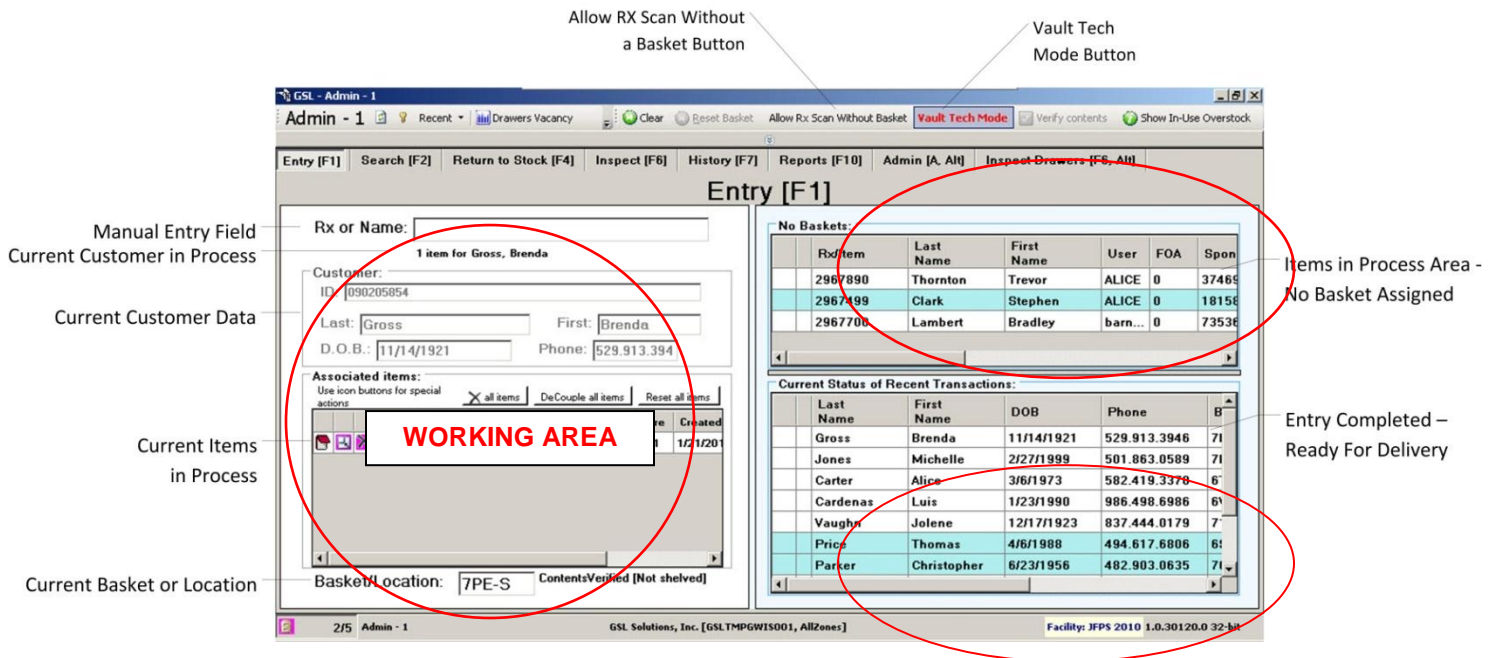 Allow RX Scan Without
a Basket Button
Vault Tech
Mode Button
GSL - Admin - 1
Admin - 1 Recent Drawers Vacancy Clear Reset Basket Allow Rx Scan Without Basket Vault Tech Mode Verify contents Show In-Use Overstock
Entry [F1] Search [F2] Return to Stock [F4] Inspect [F6] History [F7] Reports [F10] Admin [A, Alt] Inspect Drawers [F6, Alt]
Entry [F1]
Manual Entry Field
Current Customer in Process
Current Customer Data
Current Items
in Process
Current Basket or Location
Rx or Name:
1 item for Gross, Brenda
Customer:
ID: 090205854
Last: Gross First: Brenda
D.O.B.: 11/14/1921 Phone: 529.913.394
Associated items:
Use icon buttons for special
actions
X all items DeCouple all items Reset all items
re Created
1 1/21/201
WORKING AREA
Basket/Location: 7PE-S ContentsVerified [Not shelved]
No Baskets:
Rx/Item Last Name First Name User FOA Spon
2967890 Thornton Trevor ALICE 0 37469
2967499 Clark Stephen ALICE 0 18158
2967700 Lambert Bradley barn... 0 73536
Current Status of Recent Transactions:
Last Name First Name DOB Phone B
Gross Brenda 11/14/1921 529.913.3946
Jones Michelle 2/27/1999 501.863.0589
Carter Alice 3/6/1973 582.419.3378
Cardenas Luis 1/23/1990 986.498.6986
Vaughn Jolene 12/17/1923 837.444.0179
Price Thomas 4/6/1988 494.617.6806
Parker Christopher 6/23/1956 482.903.0635
Items in Process Area -
No Basket Assigned
Entry Completed –
Ready For Delivery
2/5 Admin - 1 GSL Solutions, Inc. [GSLTMPGWIS001, AllZones] Facility: JFPS 2010 1.0.30120.0 32-bit